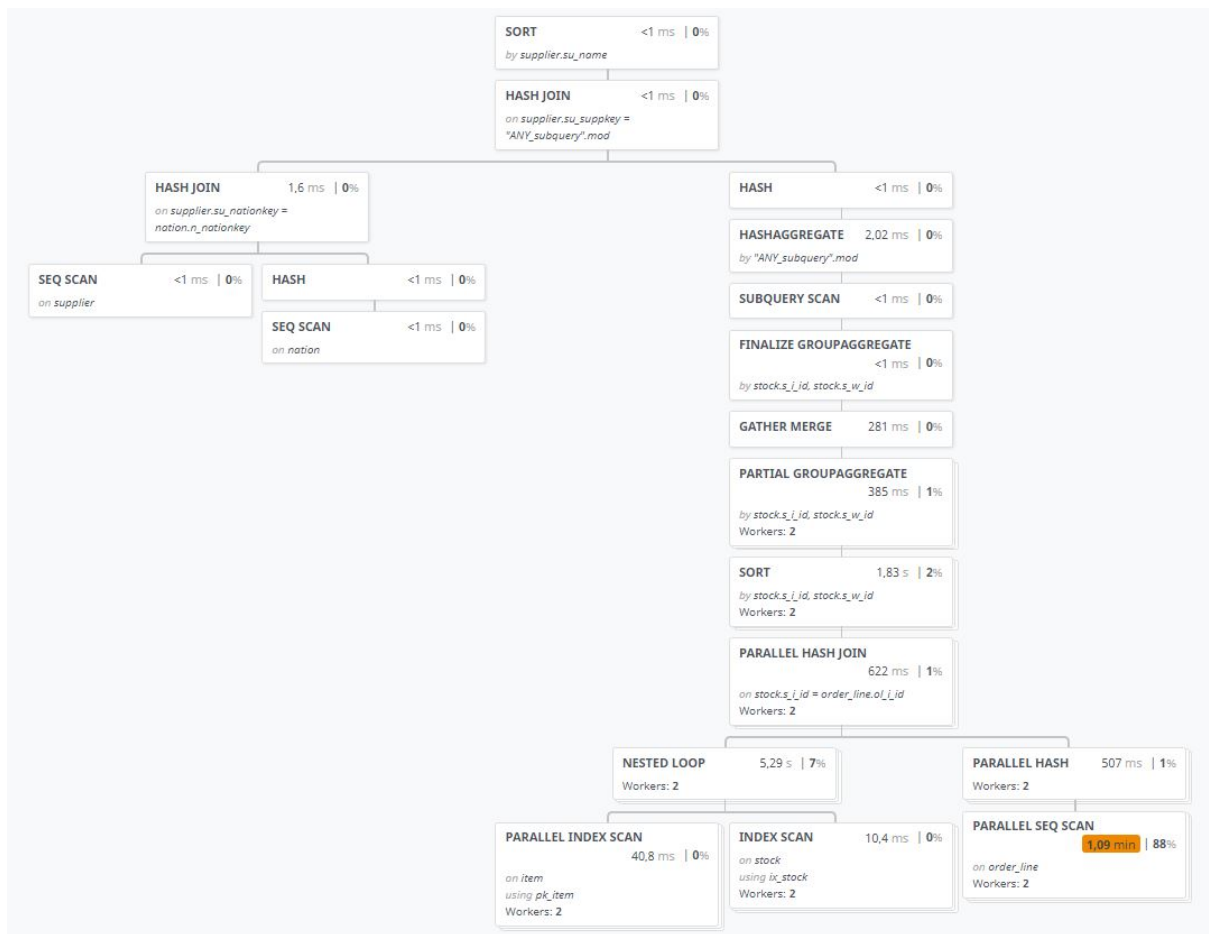 SORT <1 ms | 0%
by supplier.su_name
HASH JOIN <1 ms | 0%
on supplier.su_suppkey =
"ANY_subquery".mod
HASH JOIN 1,6 ms | 0%
on supplier.su_nationkey =
nation.n_nationkey
SEQ SCAN <1 ms | 0%
on supplier
HASH <1 ms | 0%
SEQ SCAN <1 ms | 0%
on nation
HASH <1 ms | 0%
HASHAGGREGATE 2,02 ms | 0%
by "ANY_subquery".mod
SUBQUERY SCAN <1 ms | 0%
FINALIZE GROUPAGGREGATE
<1 ms | 0%
by stock.s_i_id, stock.s_w_id
GATHER MERGE 281 ms | 0%
PARTIAL GROUPAGGREGATE
385 ms | 1%
by stock.s_i_id, stock.s_w_id
Workers: 2
SORT 1,83 s | 2%
by stock.s_i_id, stock.s_w_id
Workers: 2
PARALLEL HASH JOIN
622 ms | 1%
on stock.s_i_id = order_line.ol_i_id
Workers: 2
NESTED LOOP 5,29 s | 7%
Workers: 2
PARALLEL INDEX SCAN
40,8 ms | 0%
on item
using pk_item
Workers: 2
INDEX SCAN 10,4 ms | 0%
on stock
using ix_stock
Workers: 2
PARALLEL HASH 507 ms | 1%
Workers: 2
PARALLEL SEQ SCAN
1,09 min | 88%
on order_line
Workers: 2